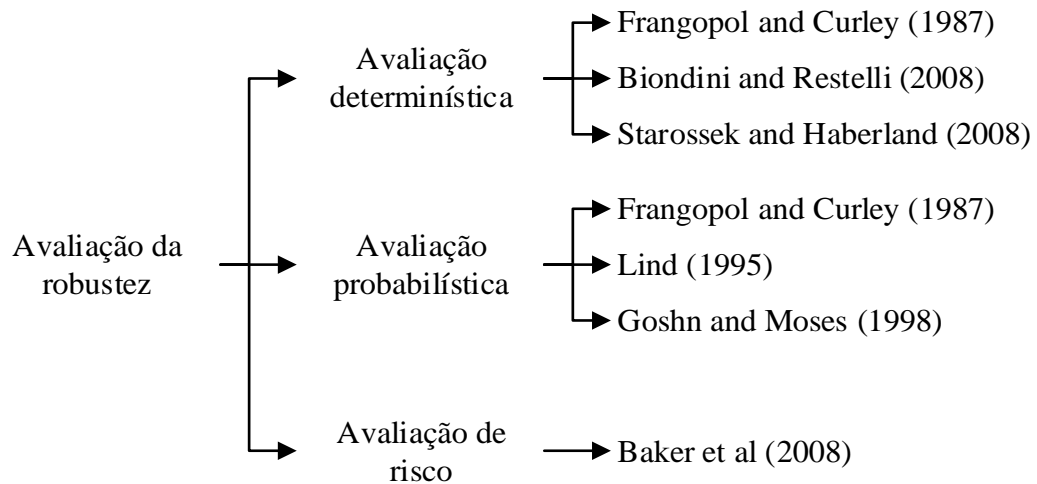 Avaliação da
robustez
Avaliação
determinística
Frangopol and Curley (1987)
Biondini and Restelli (2008)
Starossek and Haberland (2008)
Avaliação
probabilística
Frangopol and Curley (1987)
Lind (1995)
Goshn and Moses (1998)
Avaliação de
risco
Baker et al (2008)